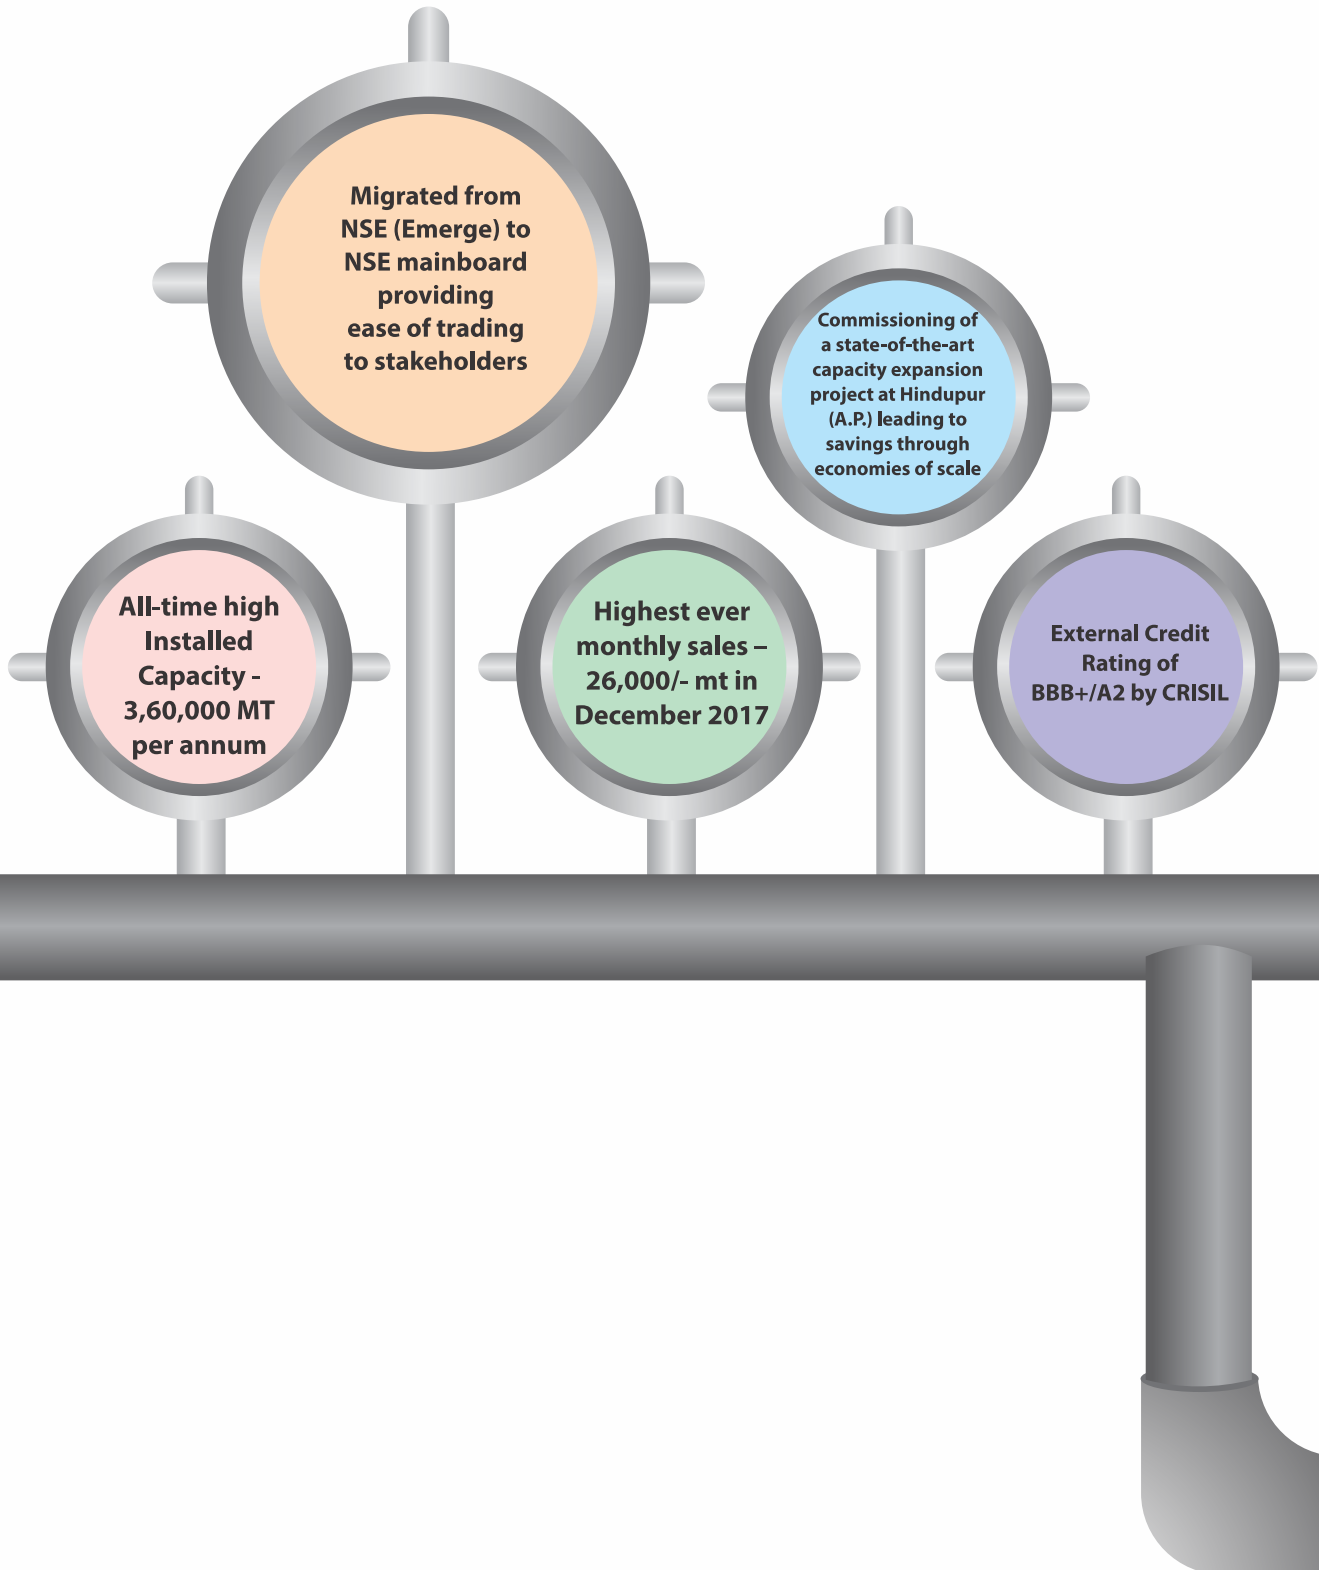 Migrated from
NSE (Emerge) to
NSE mainboard
providing
ease of trading
to stakeholders
Commissioning of
a state-of-the-art
capacity expansion
project at Hindupur
(A.P.) leading to
savings through
economies of scale
All-time high
Installed
Capacity -
3,60,000 MT
per annum
Highest ever
monthly sales –
26,000/- mt in
December 2017
External Credit
Rating of
BBB+/A2 by CRISIL